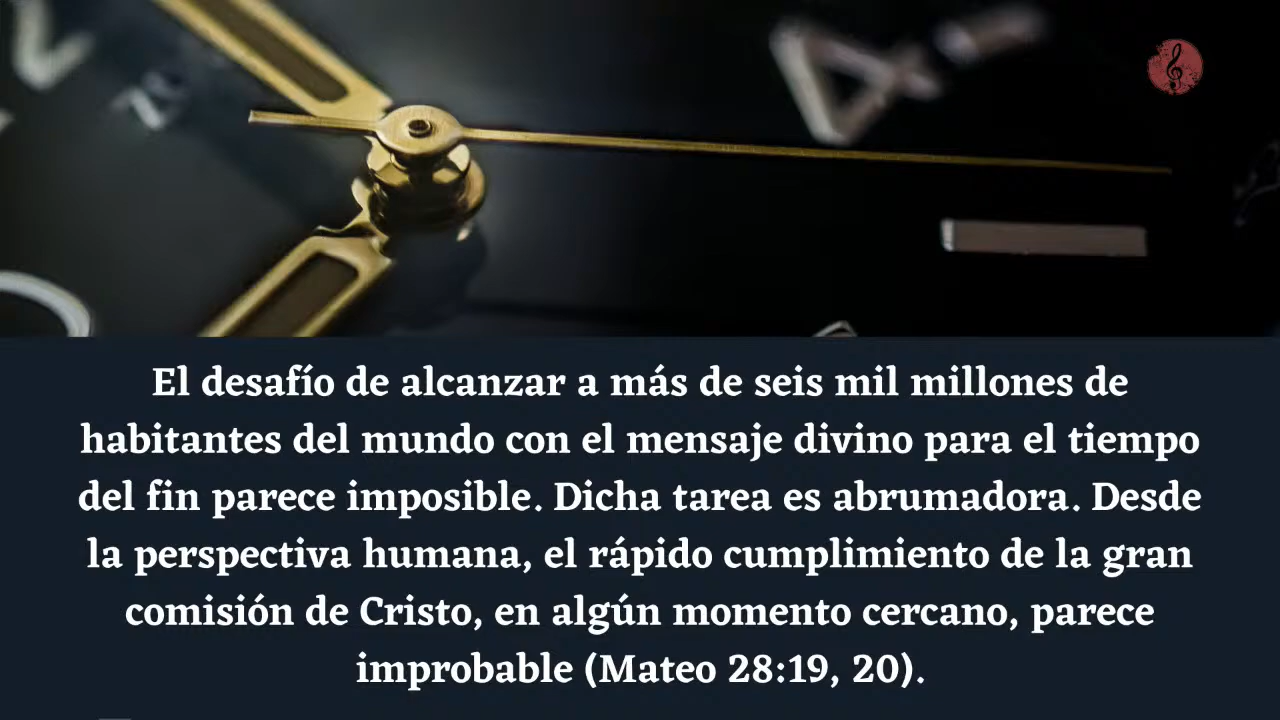 4
El desafío de alcanzar a más de seis mil millones de
habitantes del mundo con el mensaje divino para el tiempo
del fin parece imposible. Dicha tarea es abrumadora. Desde
la perspectiva humana, el rápido cumplimiento de la gran
comisión de Cristo, en algún momento cercano, parece
improbable (Mateo 28:19, 20).